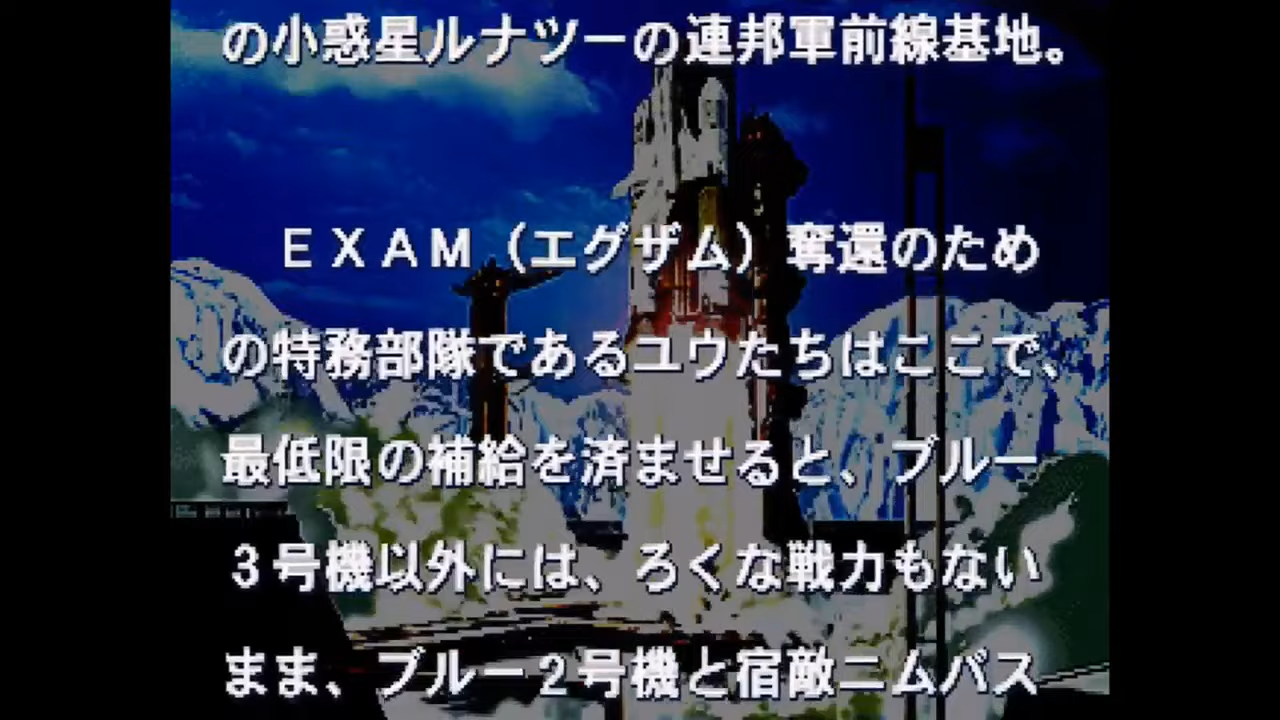 の小惑星ルナツーの連邦軍前線基地。
ＥＸＡＭ（エグザム）奪還のため
の特務部隊であるユウたちはここで、
最低限の補給を済ませると、ブルー
３号機以外には、ろくな戦力もない
まま、ブルー２号機と宿敵ニムバス